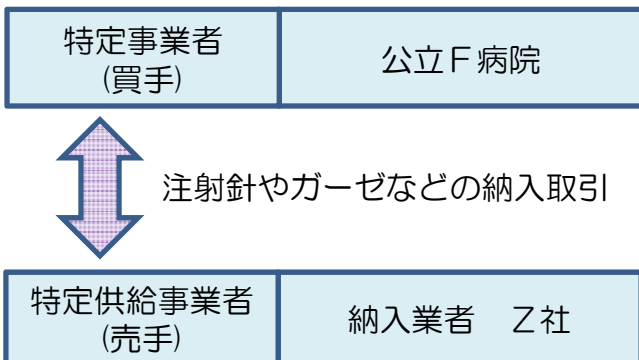 特定事業者
(買手)
公立Ｆ病院
注射針やガーゼなどの納入取引
特定供給事業者
(売手)
納入業者　Ｚ社